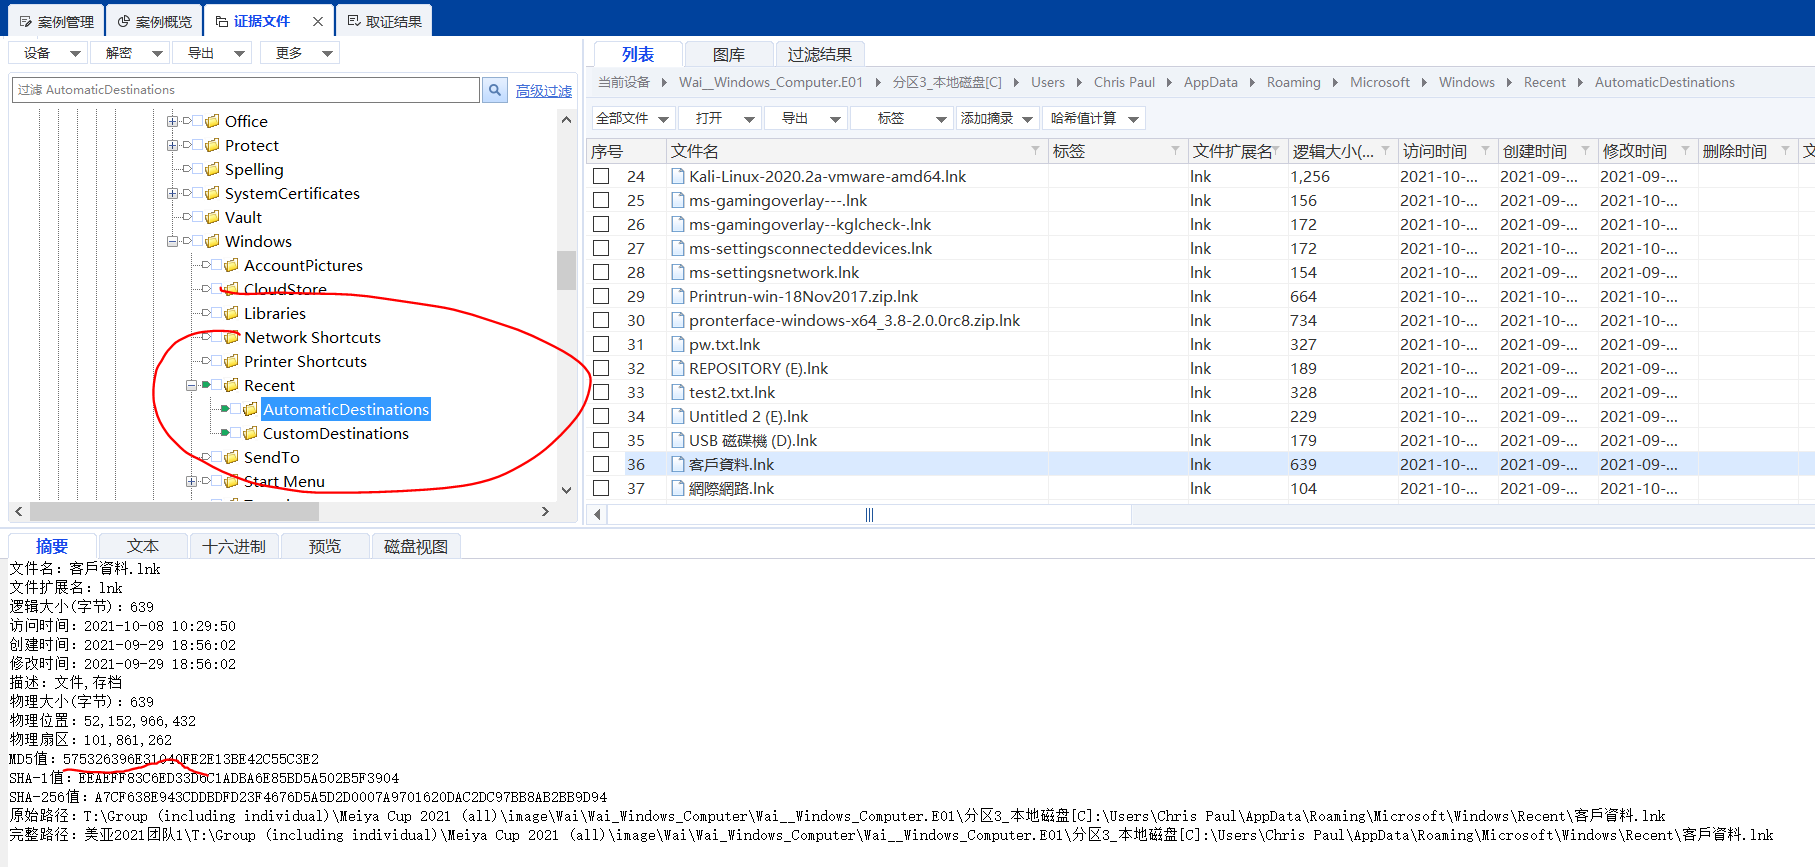 案例管理 案例概览 证据文件 取证结果
设备 解密 导出 更多
过滤 AutomaticDestinations 高级过滤
Office
Protect
Spelling
SystemCertificates
Vault
Windows
AccountPictures
CloudStore
Libraries
Network Shortcuts
Printer Shortcuts
Recent
AutomaticDestinations
CustomDestinations
SendTo
Start Menu
列表 图库 过滤结果
当前设备 Wai__Windows_Computer.E01 分区3_本地磁盘[C] Users Chris Paul AppData Roaming Microsoft Windows Recent AutomaticDestinations
全部文件 打开 导出 标签 添加摘录 哈希值计算
序号 文件名 标签 文件扩展名 逻辑大小(... 访问时间 创建时间 修改时间 删除时间 文
24 Kali-Linux-2020.2a-vmware-amd64.lnk lnk 1,256 2021-10-... 2021-09-... 2021-09-...
25 ms-gamingoverlay---.lnk lnk 156 2021-10-... 2021-09-... 2021-10-...
26 ms-gamingoverlay--kglcheck-.lnk lnk 172 2021-10-... 2021-09-... 2021-10-...
27 ms-settingsconnecteddevices.lnk lnk 172 2021-10-... 2021-10-... 2021-10-...
28 ms-settingsnetwork.lnk lnk 154 2021-10-... 2021-09-... 2021-10-...
29 Printrun-win-18Nov2017.zip.lnk lnk 664 2021-10-... 2021-09-... 2021-09-...
30 pronterface-windows-x64_3.8-2.0.0rc8.zip.lnk lnk 734 2021-10-... 2021-09-... 2021-09-...
31 pw.txt.lnk lnk 327 2021-10-... 2021-09-... 2021-09-...
32 REPOSITORY (E).lnk lnk 189 2021-10-... 2021-09-... 2021-09-...
33 test2.txt.lnk lnk 328 2021-10-... 2021-09-... 2021-09-...
34 Untitled 2 (E).lnk lnk 229 2021-10-... 2021-09-... 2021-09-...
35 USB 磁碟機 (D).lnk lnk 179 2021-10-... 2021-09-... 2021-09-...
36 客戶資料.lnk lnk 639 2021-10-... 2021-09-... 2021-09-...
37 網際網路.lnk lnk 104 2021-10-... 2021-09-... 2021-10-...
摘要 文本 十六进制 预览 磁盘视图
文件名：客戶資料.lnk
文件扩展名：lnk
逻辑大小(字节)：639
访问时间：2021-10-08 10:29:50
创建时间：2021-09-29 18:56:02
修改时间：2021-09-29 18:56:02
描述：文件,存档
物理大小(字节)：639
物理位置：52,152,966,432
物理扇区：101,861,262
MD5值：575326396E31040FE2E13BE42C55C3E2
SHA-1值：EEAEFF83C6ED33D6C1ADBA6E85BD5A502B5F3904
SHA-256值：A7CF638E943CDDBDFD23F4676D5A5D2D0007A9701620DAC2DC97BB8AB2BB9D94
原始路径：T:\Group (including individual)\Meiya Cup 2021 (all)\image\Wai\Wai_Windows_Computer\Wai__Windows_Computer.E01\分区3_本地磁盘[C]:\Users\Chris Paul\AppData\Roaming\Microsoft\Windows\Recent\客戶資料.lnk
完整路径：美亚2021团队1\T:\Group (including individual)\Meiya Cup 2021 (all)\image\Wai\Wai_Windows_Computer\Wai__Windows_Computer.E01\分区3_本地磁盘[C]:\Users\Chris Paul\AppData\Roaming\Microsoft\Windows\Recent\客戶資料.lnk